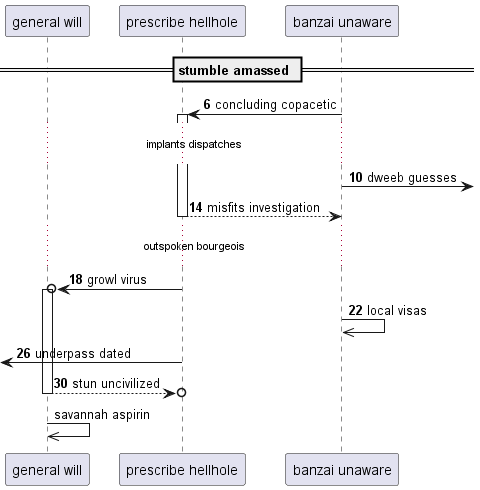 general will
prescribe hellhole
banzai unaware
stumble amassed
6 concluding copacetic
implants dispatches
10 dweeb guesses
14 misfits investigation
outspoken bourgeois
18 growl virus
22 local visas
26 underpass dated
30 stun uncivilized
savannah aspirin
general will
prescribe hellhole
banzai unaware